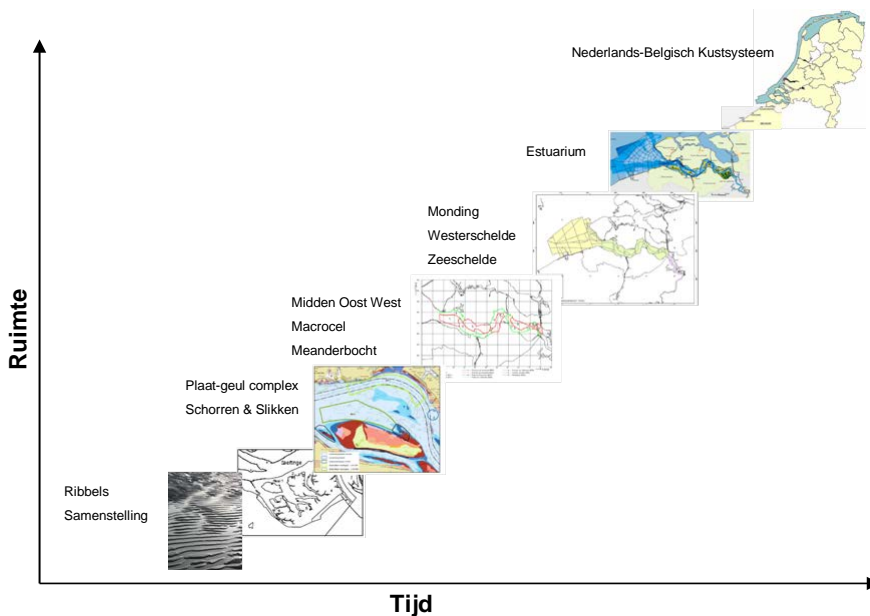 Nederlands-Belgisch Kustsysteem
Estuarium
Monding
Westerschelde
Zeeschelde
Midden Oost West
Macrocel
Meanderbocht
Plaat-geul complex
Schorren & Slikken
Ribbels
Samenstelling
Ruimte
Tijd